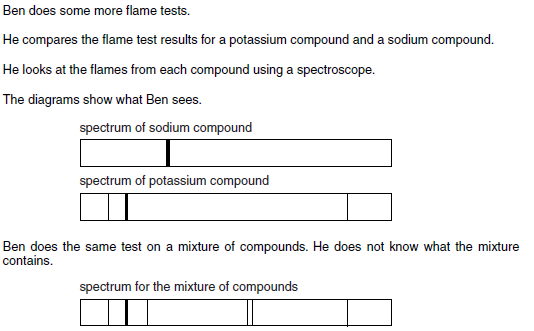 Ben does some more flame tests.
He compares the flame test results for a potassium compound and a sodium compound.
He looks at the flames from each compound using a spectroscope.
The diagrams show what Ben sees.
spectrum of sodium compound
spectrum of potassium compound
Ben does the same test on a mixture of compounds. He does not know what the mixture
contains.
spectrum for the mixture of compounds